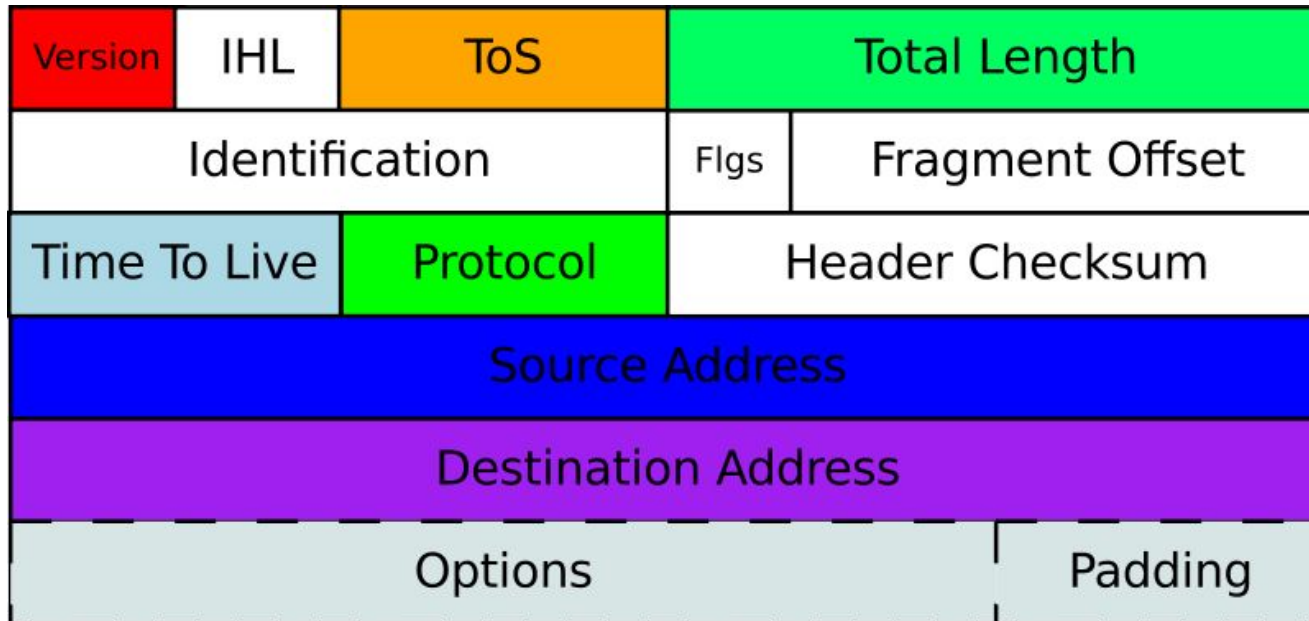 Version IHL ToS Total Length
Identification Flgs Fragment Offset
Time To Live Protocol Header Checksum
Source Address
Destination Address
Options Padding